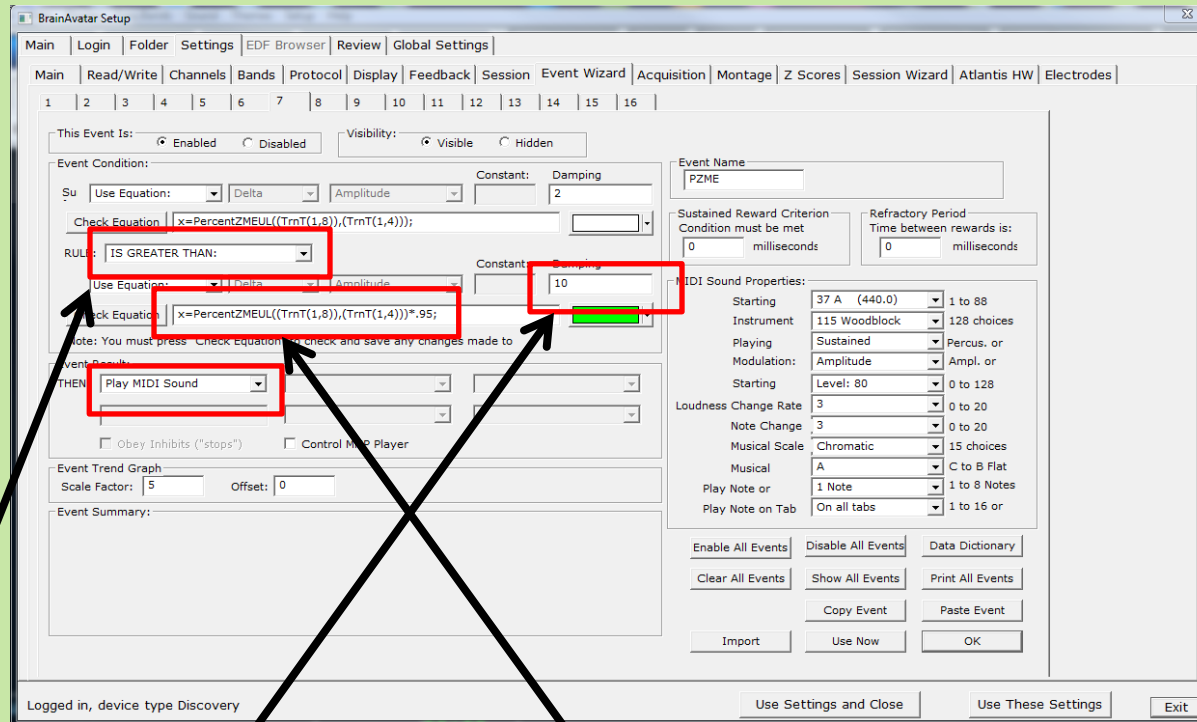 BrainAvatar Setup
Main Login Folder Settings EDF Browser Review Global Settings
Main Read/Write Channels Bands Protocol Display Feedback Session Event Wizard Acquisition Montage Z Scores Session Wizard Atlantis HW Electrodes
1 2 3 4 5 6 7 8 9 10 11 12 13 14 15 16
This Event Is: Enabled Disabled Visibility: Visible Hidden
Event Condition:
Constant: Damping
Su Use Equation: Delta Amplitude 2
Check Equation x=PercentZMEUL((TrnT(1,8)),(TrnT(1,4)));
RULE: IS GREATER THAN:
Constant: Damping
Use Equation: Delta Amplitude 10
Check Equation x=PercentZMEUL((TrnT(1,8)),(TrnT(1,4)))*.95;
Note: You must press "Check Equation" to check and save any changes made to
Event Result:
THEN Play MIDI Sound
Obey Inhibits ("stops") Control MCP Player
Event Trend Graph
Scale Factor: 5 Offset: 0
Event Summary:
Event Name
PZME
Sustained Reward Criterion
Condition must be met
0 milliseconds
Refractory Period
Time between rewards is:
0 milliseconds
MIDI Sound Properties:
Starting 37 A (440.0) 1 to 88
Instrument 115 Woodblock 128 choices
Playing Sustained Percus. or
Modulation: Amplitude Ampl. or
Starting Level: 80 0 to 128
Loudness Change Rate 3 0 to 20
Note Change 3 0 to 20
Musical Scale Chromatic 15 choices
Musical A C to B Flat
Play Note or 1 Note 1 to 8 Notes
Play Note on Tab On all tabs 1 to 16 or
Enable All Events Disable All Events Data Dictionary
Clear All Events Show All Events Print All Events
Copy Event Paste Event
Import Use Now OK
Logged in, device type Discovery
Use Settings and Close Use These Settings Exit